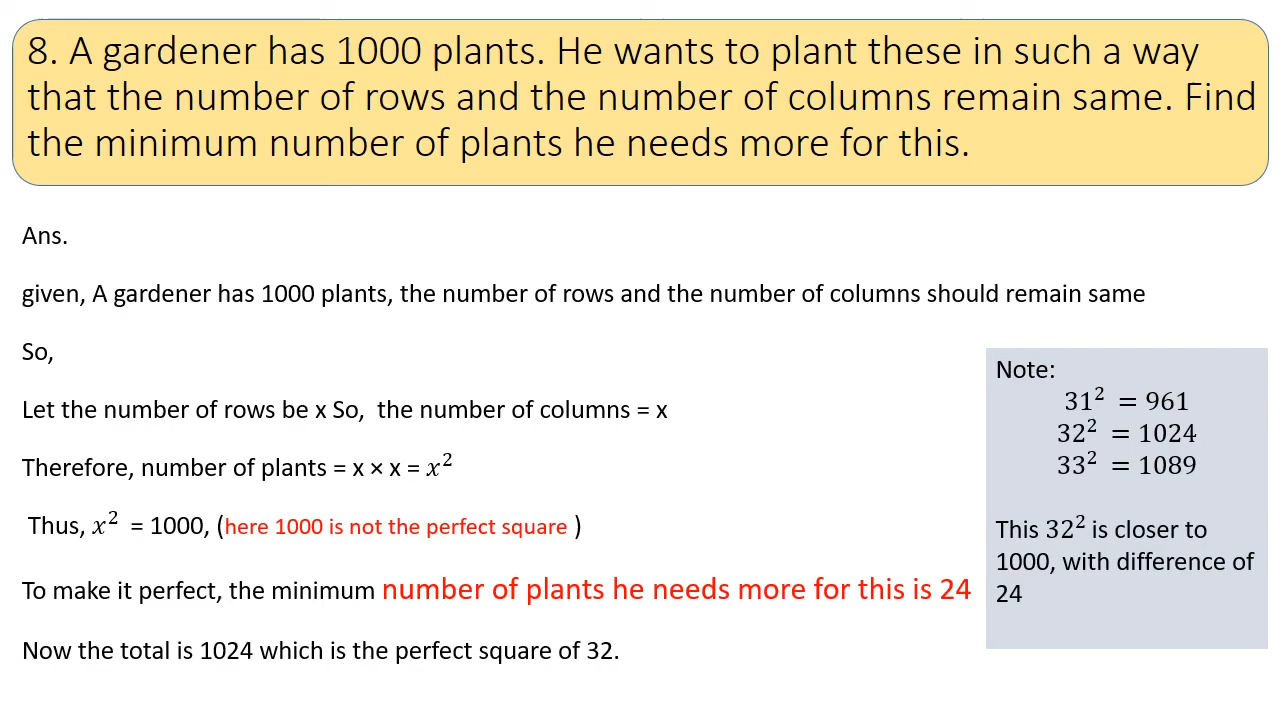 8. A gardener has 1000 plants. He wants to plant these in such a way
that the number of rows and the number of columns remain same. Find
the minimum number of plants he needs more for this.
Ans.
given, A gardener has 1000 plants, the number of rows and the number of columns should remain same
So,
Let the number of rows be x So,  the number of columns = x
Therefore, number of plants = x × x = 𝑥²
Thus, 𝑥² = 1000, (here 1000 is not the perfect square )
To make it perfect, the minimum number of plants he needs more for this is 24
Now the total is 1024 which is the perfect square of 32.
Note:
31² = 961
32² = 1024
33² = 1089
This 32² is closer to
1000, with difference of
24